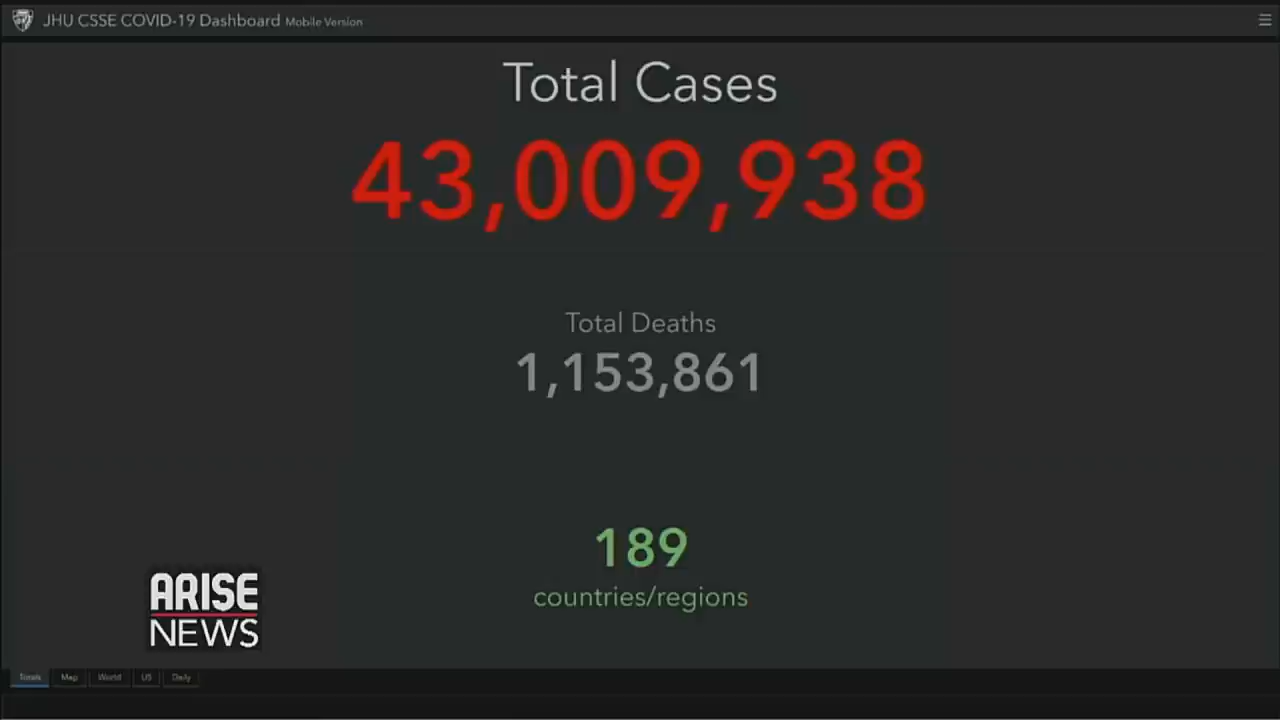 JHU CSSE COVID-19 Dashboard Mobile Version
Total Cases
43,009,938
Total Deaths
1,153,861
189
countries/regions
ARISE
NEWS
Totals Map World US Daily